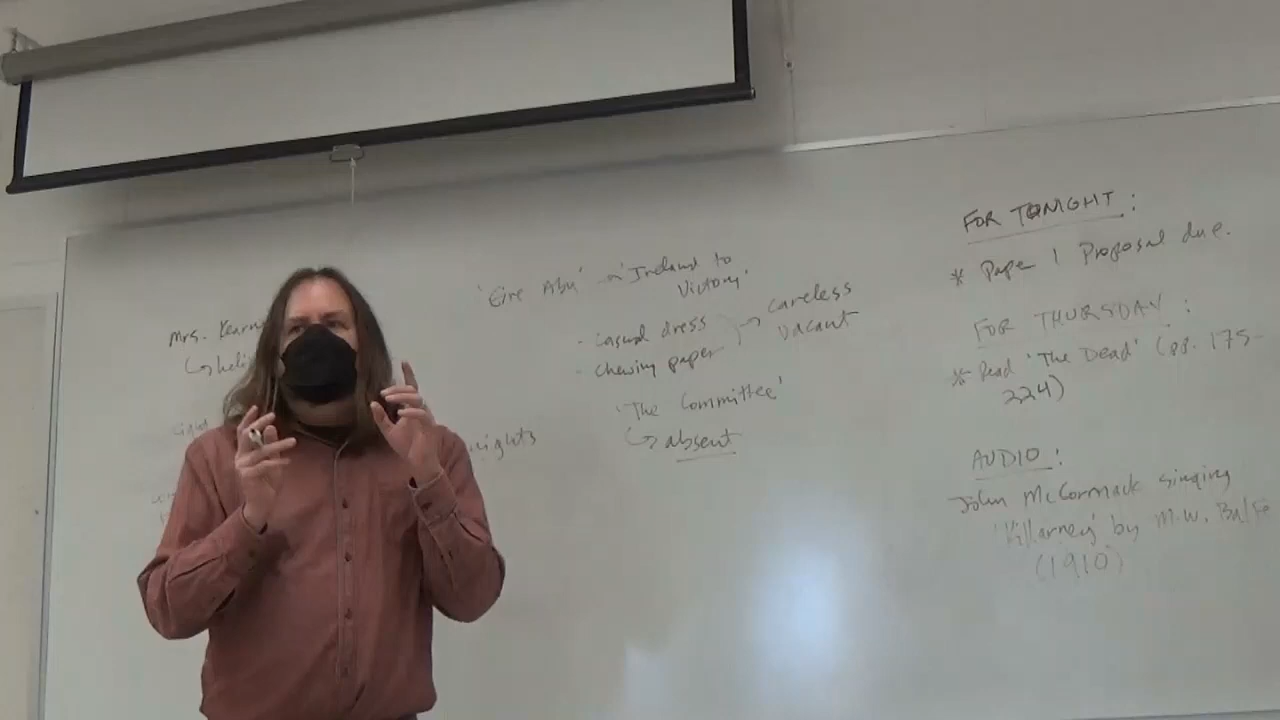 Mrs. Kearn
'Eire Abu' → 'Ireland to
Victory'
- casual dress
- chewing paper
→ careless
vacant
'The Committee'
↳ absent
FOR TONIGHT:
* Paper 1 Proposal due.
FOR THURSDAY:
* Read 'The Dead' (pp. 175-
224)
AUDIO:
John McCormack singing
'Killarney' by M.W. Balfe
(1910)